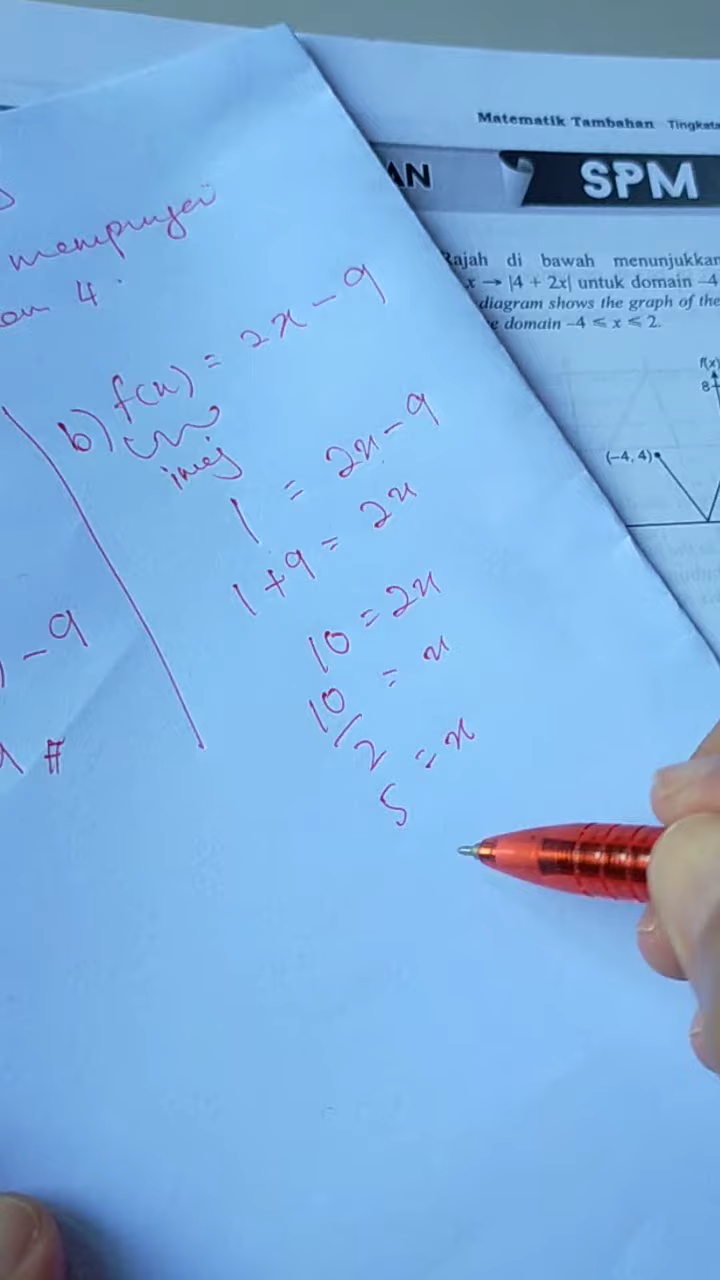 mempunyai
4.
b) f(x) = 2x - 9
imej
1 = 2x - 9
1 + 9 = 2x
10 = 2x
10/2 = x
5 = x
) - 9
#
Matematik Tambahan Tingkata
AN SPM
Rajah di bawah menunjukkan
x → |4 + 2x| untuk domain –4
diagram shows the graph of the
e domain –4 ⩽ x ⩽ 2.
f(x)
8
(–4, 4)